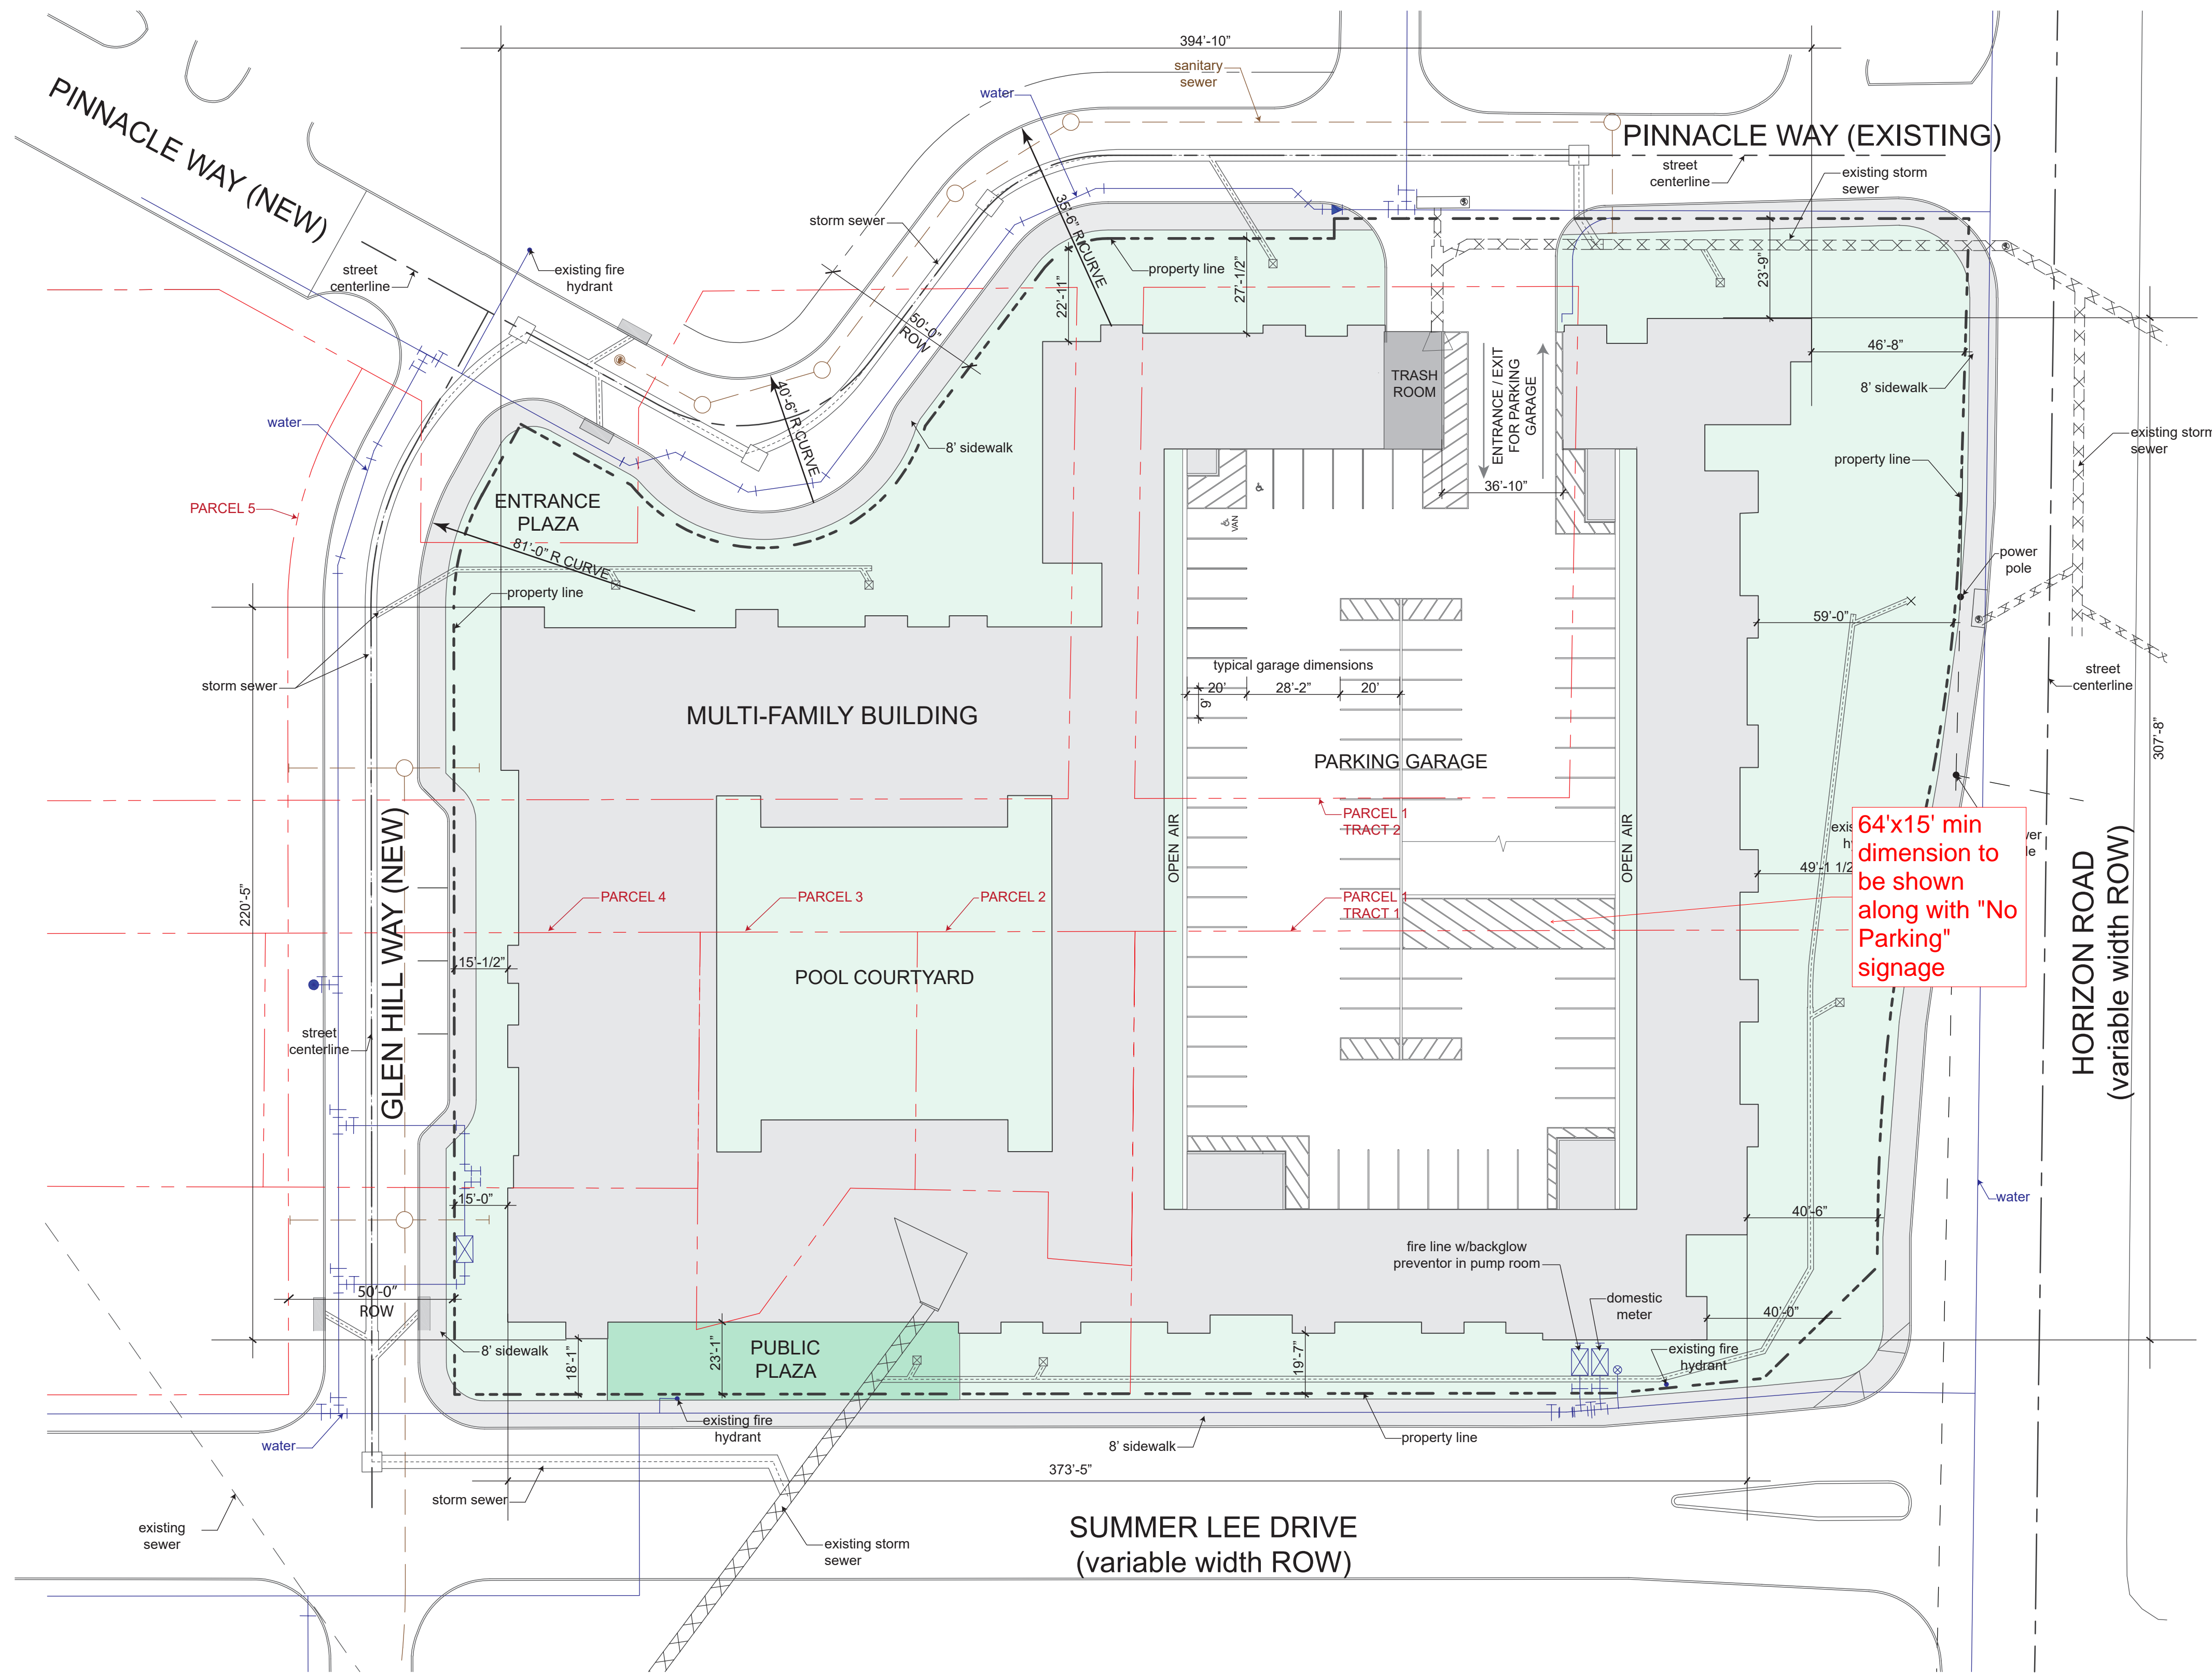 394'-10"
sanitary
sewer
water
PINNACLE WAY (NEW)
PINNACLE WAY (EXISTING)
street
centerline
existing storm
sewer
storm sewer
35'-6" R CURVE
existing fire
hydrant
street
centerline
property line
22'-11"
27'-1/2"
23'-9"
50'-0"
ROW
46'-8"
8' sidewalk
TRASH
ROOM
ENTRANCE / EXIT
FOR PARKING
GARAGE
40'-6" R CURVE
water
8' sidewalk
existing storm
sewer
property line
36'-10"
PARCEL 5
ENTRANCE
PLAZA
VAN
81'-0" R CURVE
power
pole
property line
59'-0"
typical garage dimensions
20'
28'-2"
20'
9'
storm sewer
street
centerline
MULTI-FAMILY BUILDING
307'-8"
PARKING GARAGE
PARCEL 1
TRACT 2
OPEN AIR
OPEN AIR
64'x15' min
dimension to
be shown
along with "No
Parking"
signage
49'-1 1/2
HORIZON ROAD
(variable width ROW)
GLEN HILL WAY (NEW)
220'-5"
PARCEL 4
PARCEL 3
PARCEL 2
PARCEL 1
TRACT 1
15'-1/2"
POOL COURTYARD
street
centerline
15'-0"
water
40'-6"
fire line w/backglow
preventor in pump room
50'-0"
ROW
domestic
meter
40'-0"
8' sidewalk
18'-1"
23'-1"
PUBLIC
PLAZA
19'-7"
existing fire
hydrant
existing fire
hydrant
water
8' sidewalk
property line
373'-5"
storm sewer
existing
sewer
existing storm
sewer
SUMMER LEE DRIVE
(variable width ROW)